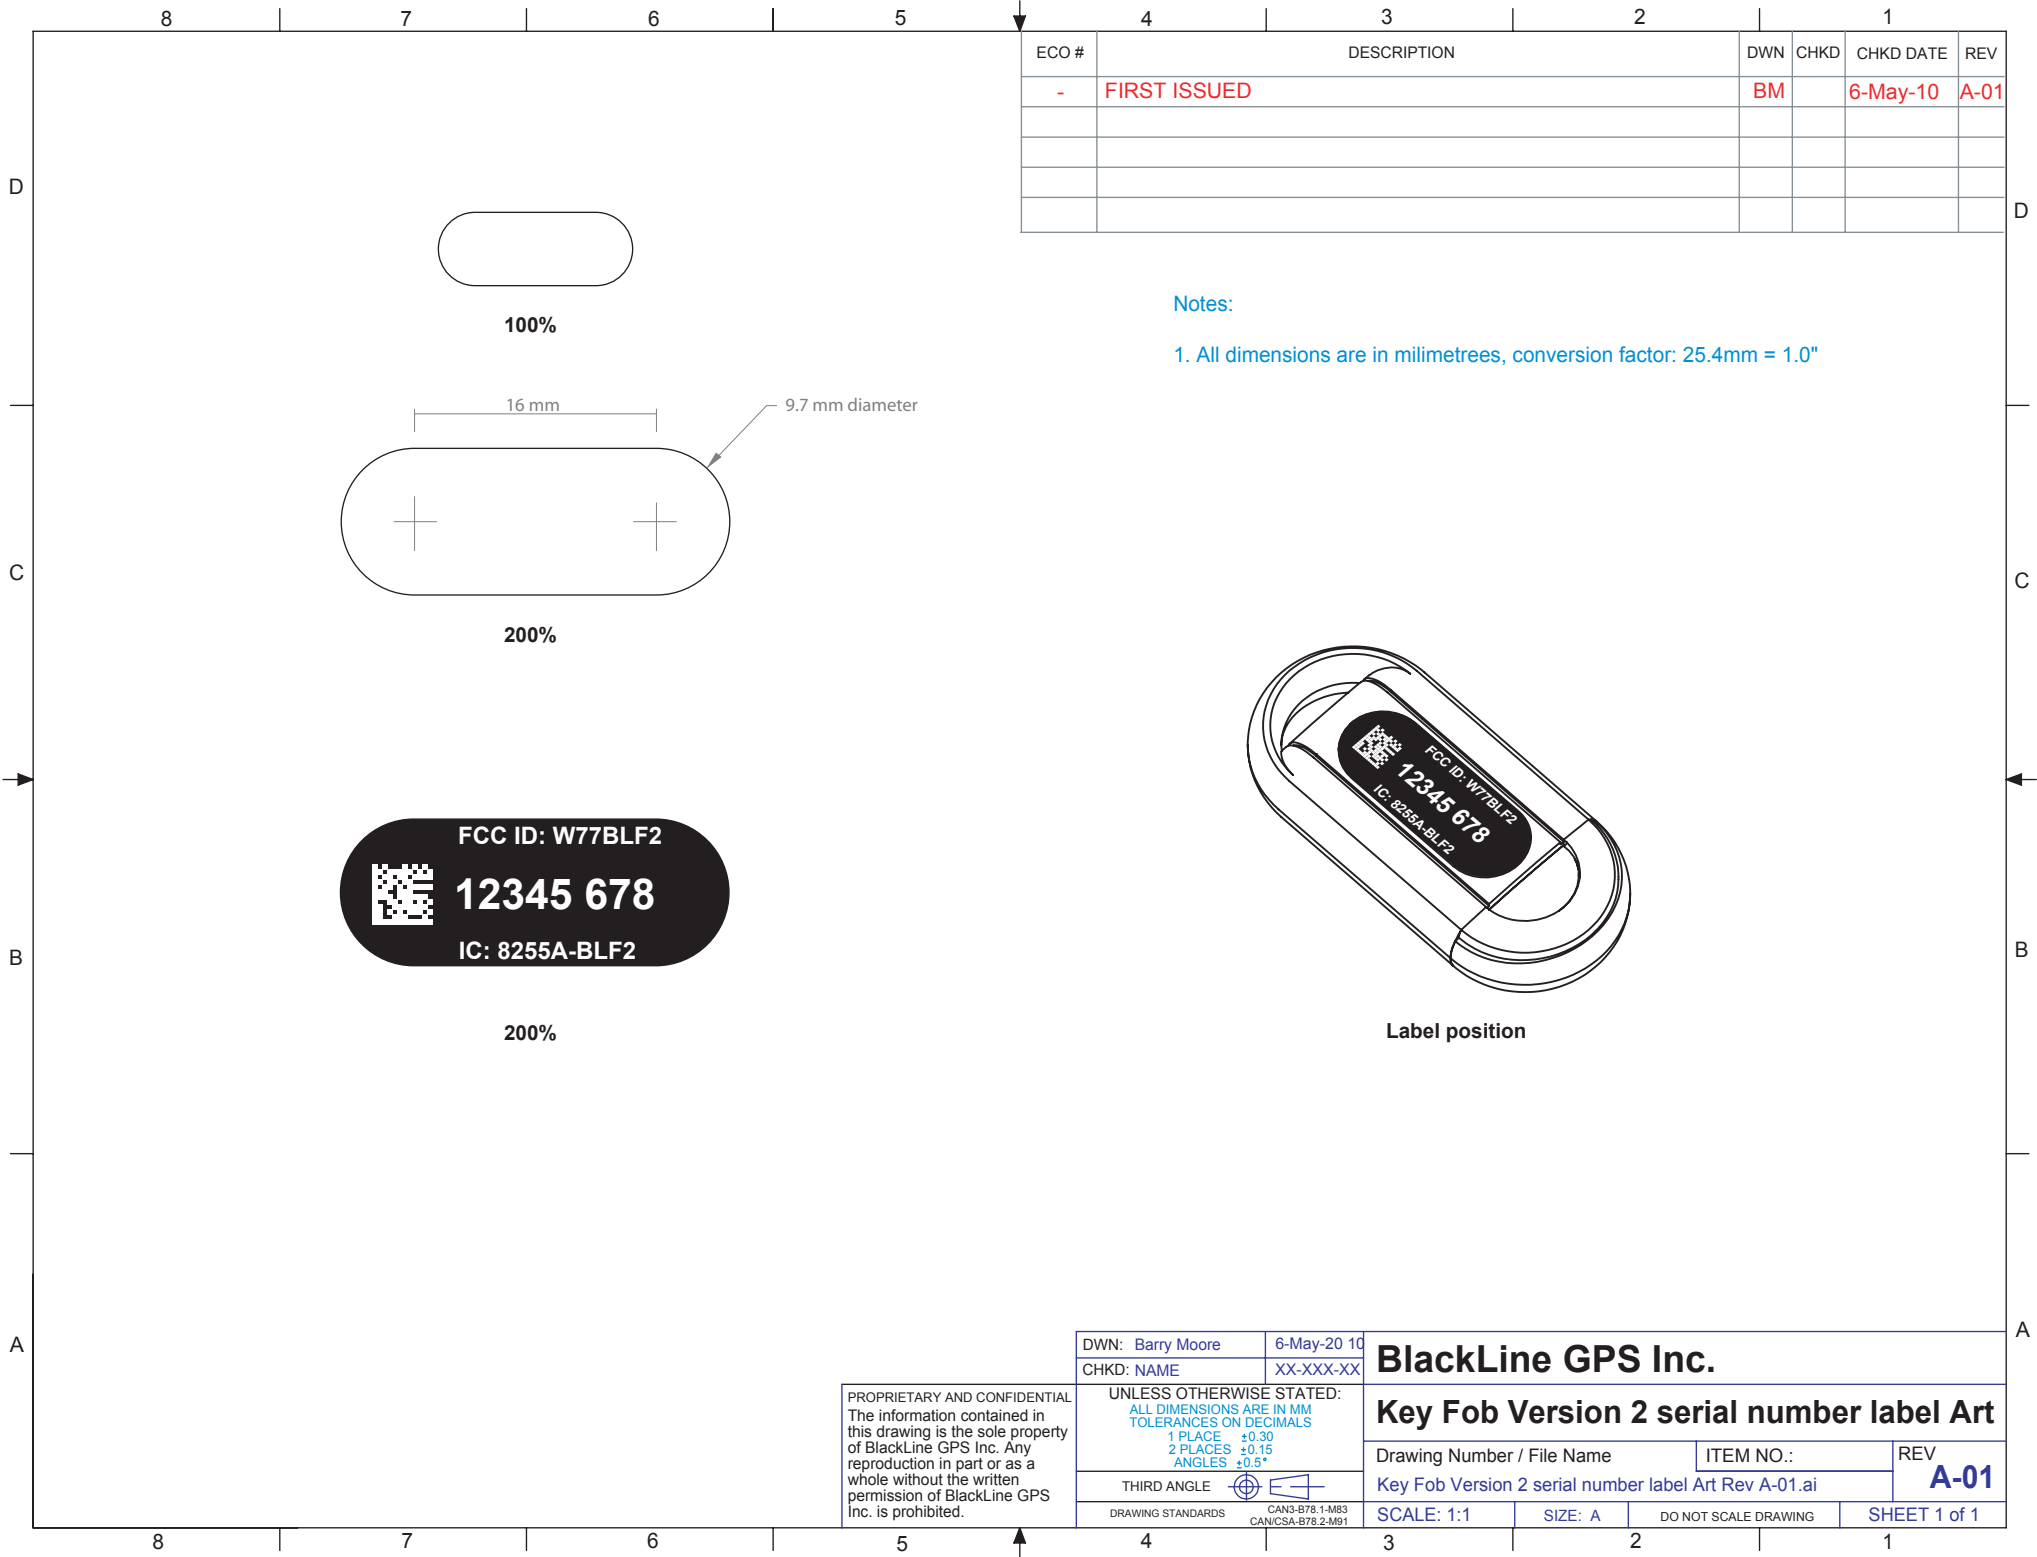 8 7 6 5 4 3 2 1
ECO # DESCRIPTION DWN CHKD CHKD DATE REV
- FIRST ISSUED BM 6-May-10 A-01
D D
100%
Notes:
1. All dimensions are in milimetrees, conversion factor: 25.4mm = 1.0"
16 mm
9.7 mm diameter
C C
200%
FCC ID: W77BLF2
12345 678
IC: 8255A-BLF2
FCC ID: W77BLF2
12345 678
IC: 8255A-BLF2
B B
200%
Label position
A A
DWN: Barry Moore 6-May-20 10
CHKD: NAME XX-XXX-XX
BlackLine GPS Inc.
PROPRIETARY AND CONFIDENTIAL
The information contained in
this drawing is the sole property
of BlackLine GPS Inc. Any
reproduction in part or as a
whole without the written
permission of BlackLine GPS
Inc. is prohibited.
UNLESS OTHERWISE STATED:
ALL DIMENSIONS ARE IN MM
TOLERANCES ON DECIMALS
1 PLACE ±0.30
2 PLACES ±0.15
ANGLES ±0.5°
THIRD ANGLE
DRAWING STANDARDS CAN3-B78.1-M83
CAN/CSA-B78.2-M91
Key Fob Version 2 serial number label Art
Drawing Number / File Name ITEM NO.: REV
Key Fob Version 2 serial number label Art Rev A-01.ai A-01
SCALE: 1:1 SIZE: A DO NOT SCALE DRAWING SHEET 1 of 1
8 7 6 5 4 3 2 1